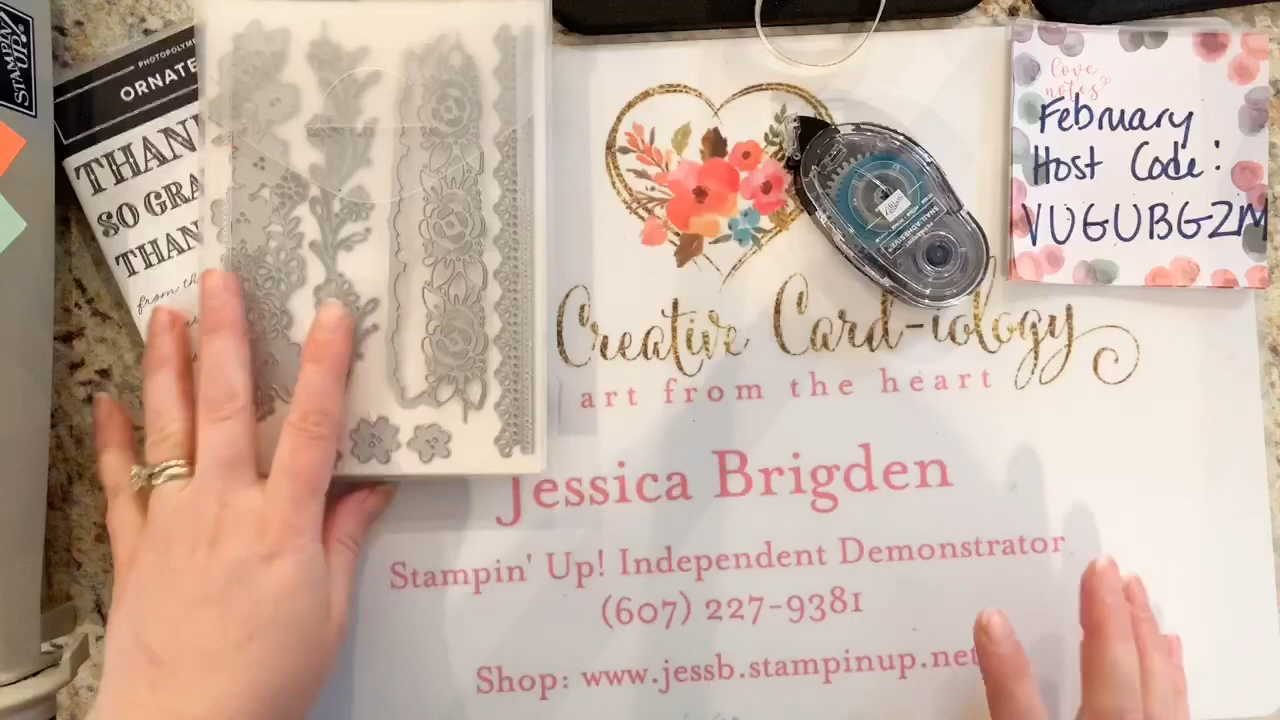 STAMPIN' UP!
PHOTOPOLYM
ORNATE
THAN
SO GRA
THAN
from th
love
notes
February
Host Code:
VUGUBGZM
Creative Card-iology
art from the heart
Jessica Brigden
Stampin' Up! Independent Demonstrator
(607) 227-9381
Shop: www.jessb.stampinup.net